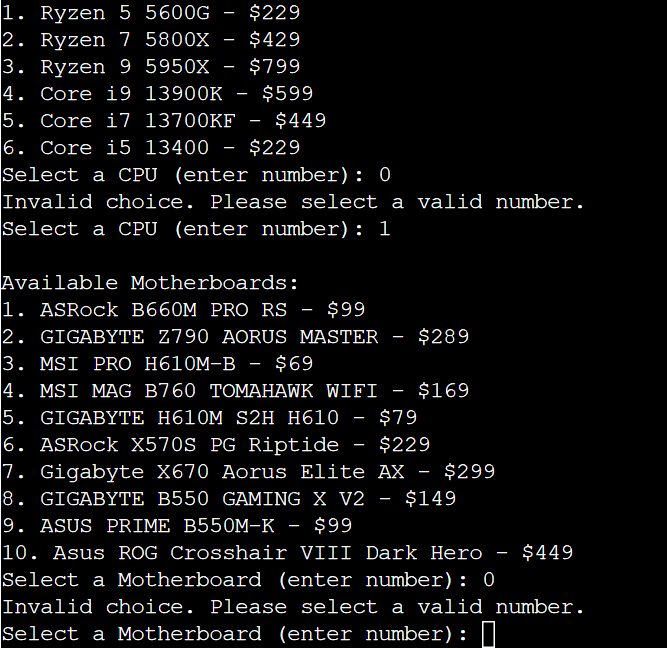 1. Ryzen 5 5600G - $229
2. Ryzen 7 5800X - $429
3. Ryzen 9 5950X - $799
4. Core i9 13900K - $599
5. Core i7 13700KF - $449
6. Core i5 13400 - $229
Select a CPU (enter number): 0
Invalid choice. Please select a valid number.
Select a CPU (enter number): 1
Available Motherboards:
1. ASRock B660M PRO RS - $99
2. GIGABYTE Z790 AORUS MASTER - $289
3. MSI PRO H610M-B - $69
4. MSI MAG B760 TOMAHAWK WIFI - $169
5. GIGABYTE H610M S2H H610 - $79
6. ASRock X570S PG Riptide - $229
7. Gigabyte X670 Aorus Elite AX - $299
8. GIGABYTE B550 GAMING X V2 - $149
9. ASUS PRIME B550M-K - $99
10. Asus ROG Crosshair VIII Dark Hero - $449
Select a Motherboard (enter number): 0
Invalid choice. Please select a valid number.
Select a Motherboard (enter number):